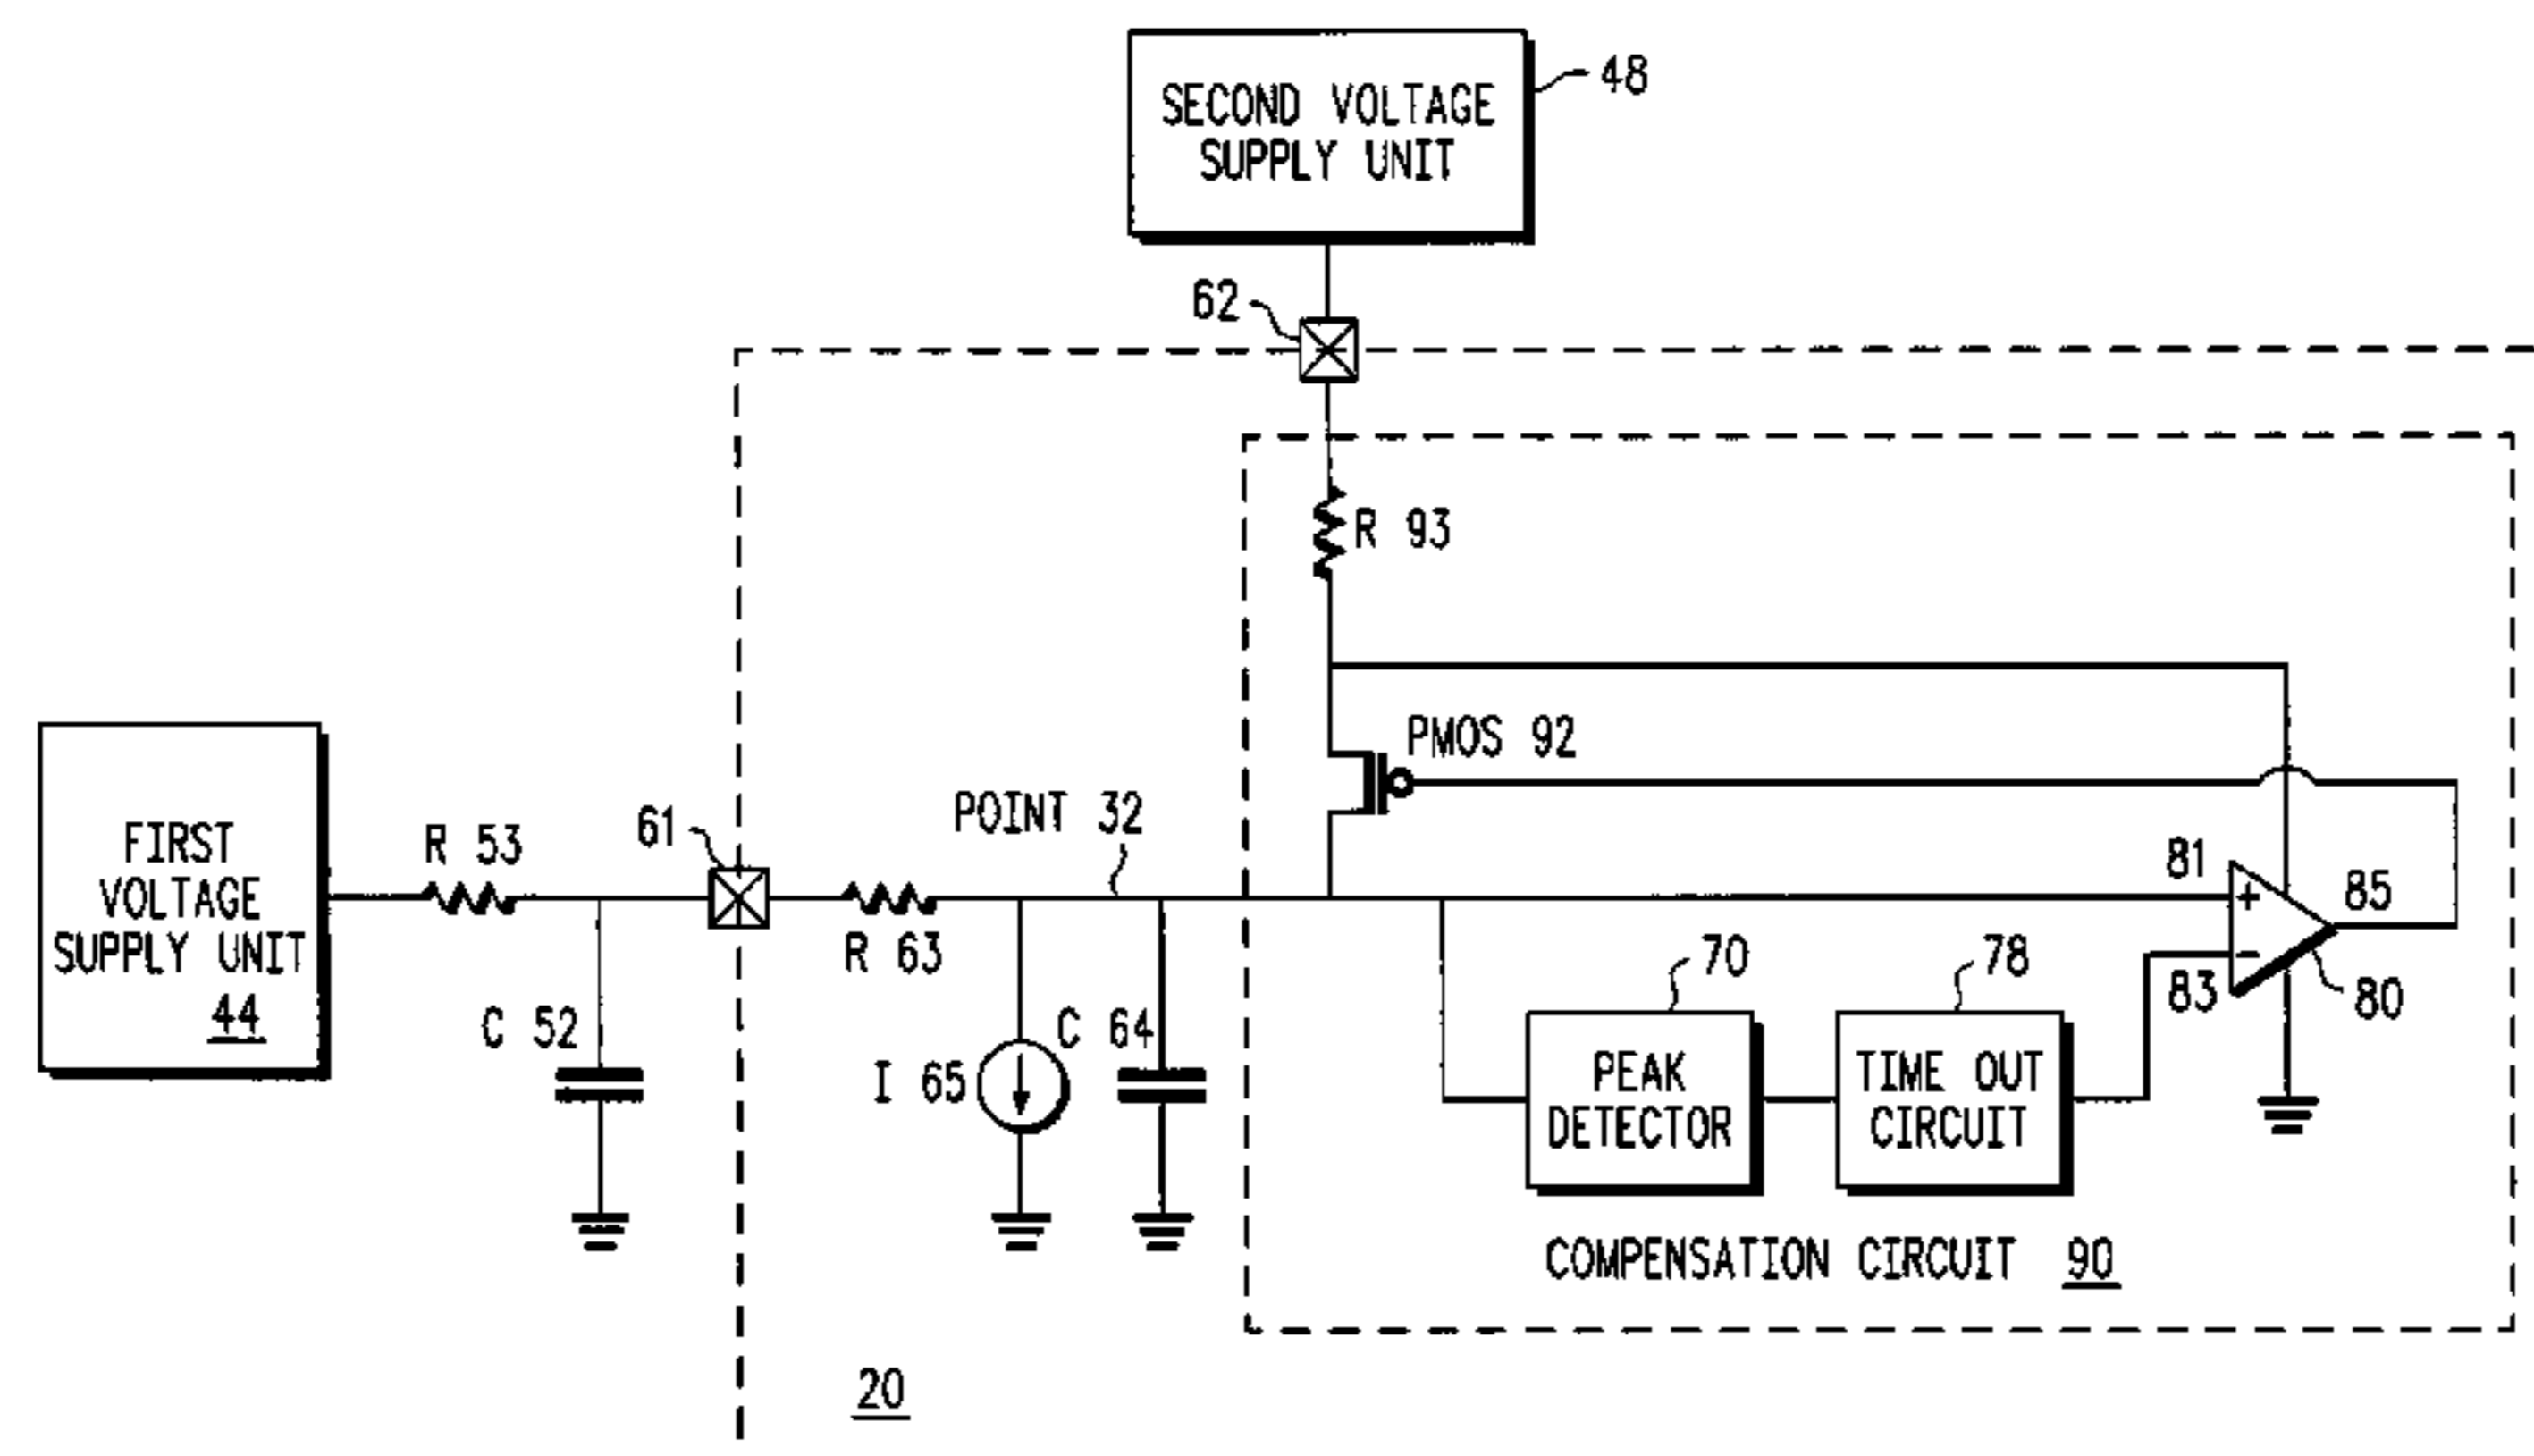 SECOND VOLTAGE
SUPPLY UNIT
48
62
R 93
PMOS 92
FIRST
VOLTAGE
SUPPLY UNIT
44
R 53
61
POINT 32
R 63
C 52
I 65
C 64
81
+
85
-
83
80
70
78
PEAK
DETECTOR
TIME OUT
CIRCUIT
COMPENSATION CIRCUIT 90
20